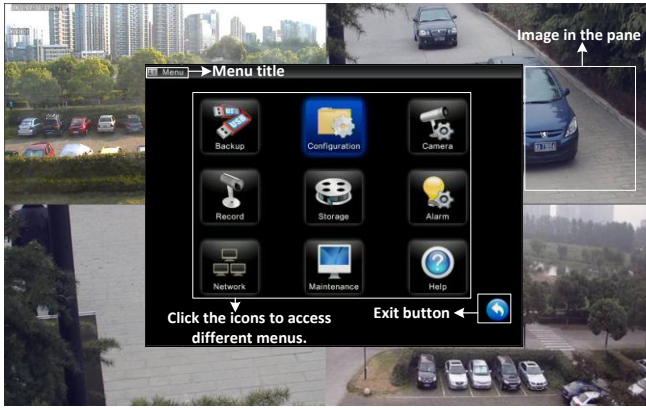 Image in the pane
Menu
Menu title
Backup
Configuration
Camera
Record
Storage
Alarm
Network
Maintenance
Help
Click the icons to access
different menus.
Exit button